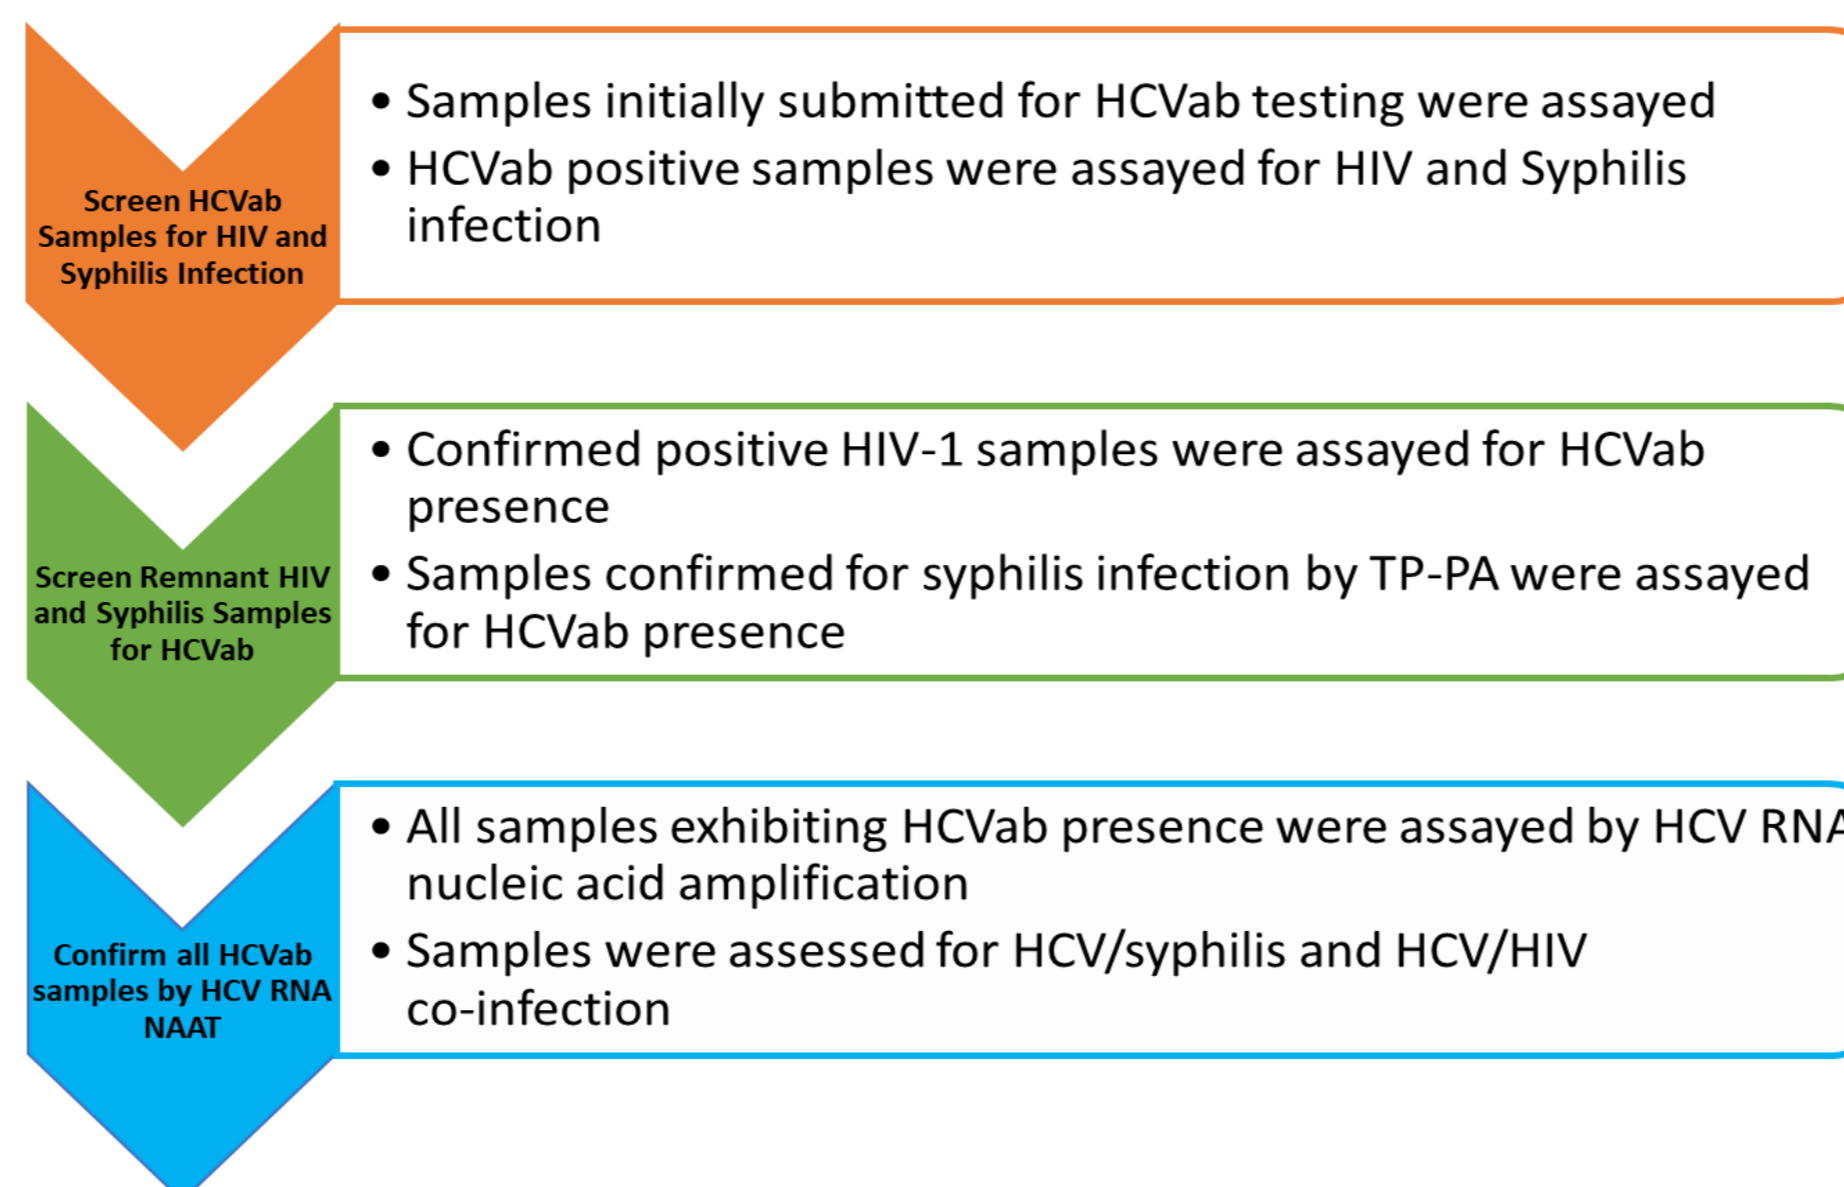 Screen HCVab
Samples for HIV and
Syphilis Infection
• Samples initially submitted for HCVab testing were assayed
• HCVab positive samples were assayed for HIV and Syphilis
infection
Screen Remnant HIV
and Syphilis Samples
for HCVab
• Confirmed positive HIV-1 samples were assayed for HCVab
presence
• Samples confirmed for syphilis infection by TP-PA were assayed
for HCVab presence
Confirm all HCVab
samples by HCV RNA
NAAT
• All samples exhibiting HCVab presence were assayed by HCV RNA
nucleic acid amplification
• Samples were assessed for HCV/syphilis and HCV/HIV
co-infection